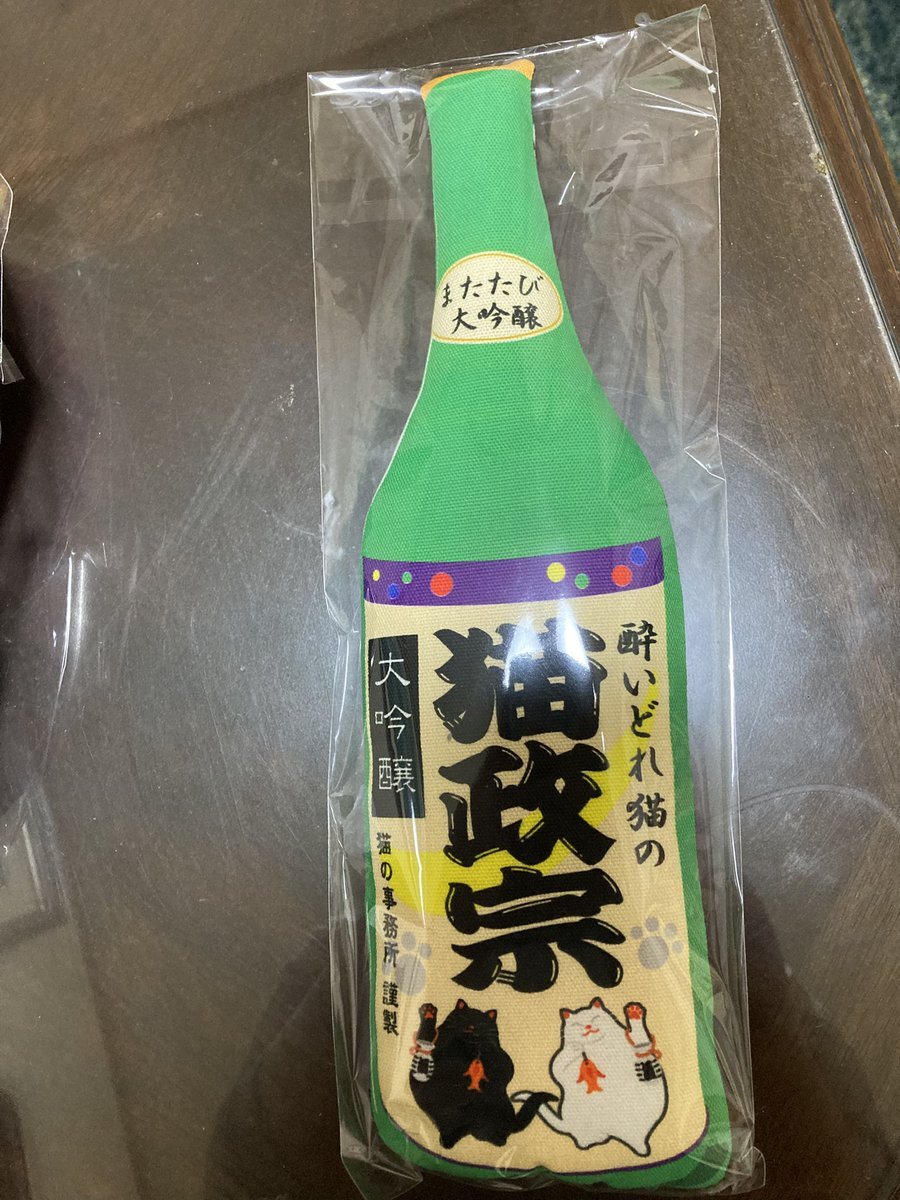 またたび
大吟醸
酔いどれ猫の
猫政宗
大吟醸
猫の事務所 謹製